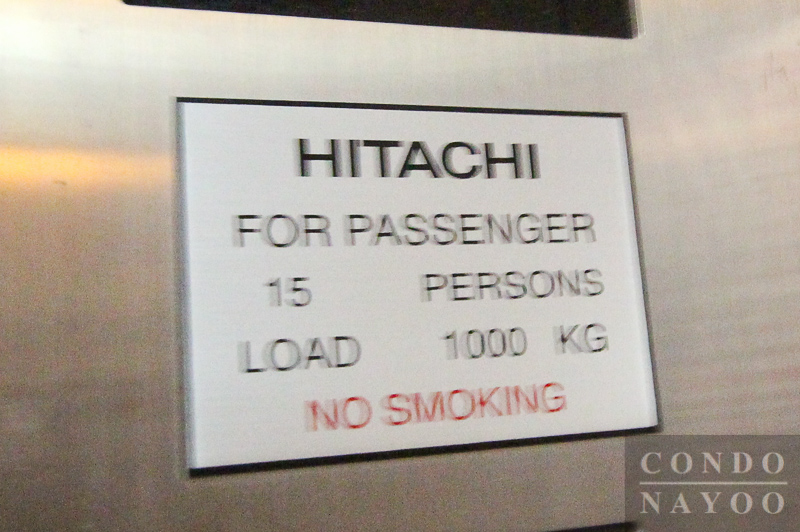 HITACHI
FOR PASSENGER
15 PERSONS
LOAD 1000 KG
NO SMOKING
CONDO
NAYOO